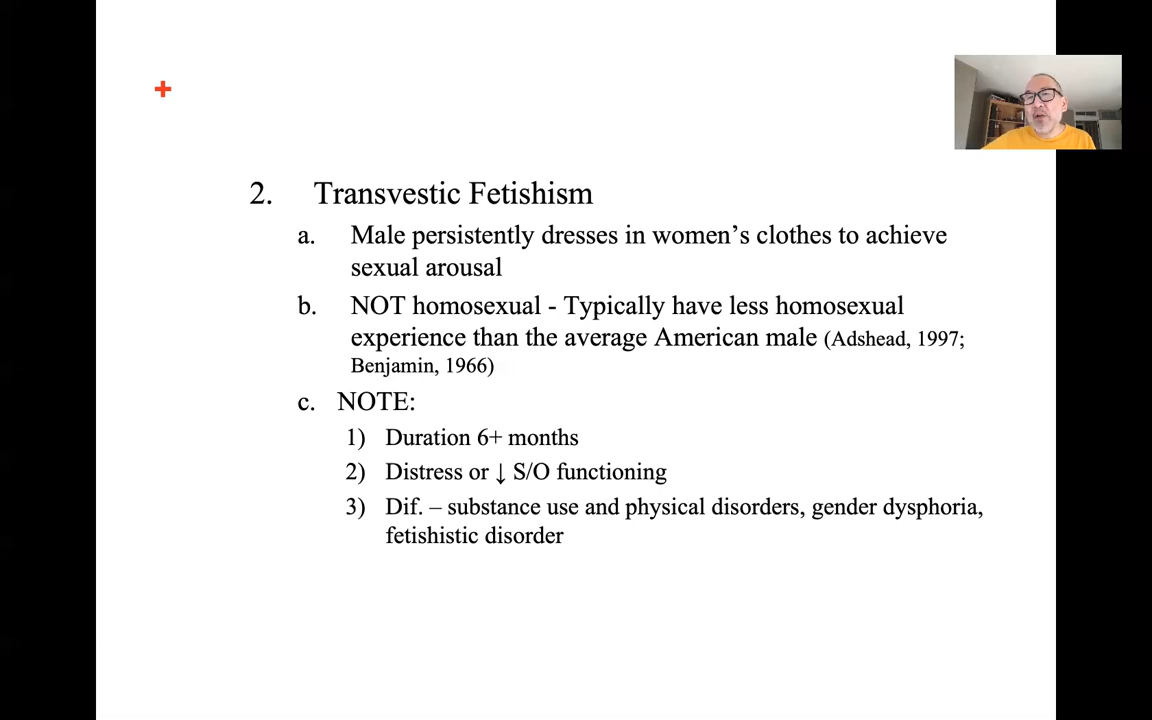 2. Transvestic Fetishism
a. Male persistently dresses in women's clothes to achieve
sexual arousal
b. NOT homosexual - Typically have less homosexual
experience than the average American male (Adshead, 1997;
Benjamin, 1966)
c. NOTE:
1) Duration 6+ months
2) Distress or ↓ S/O functioning
3) Dif. – substance use and physical disorders, gender dysphoria,
fetishistic disorder